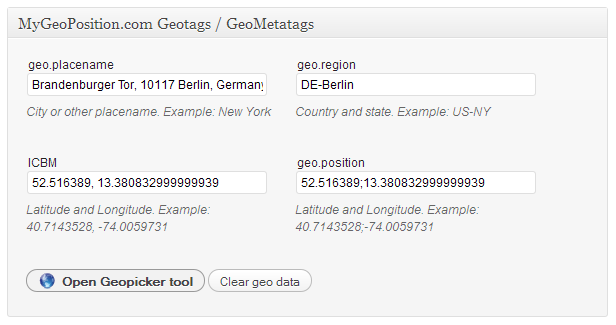 MyGeoPosition.com Geotags / GeoMetatags
geo.placename
geo.region
Brandenburger Tor, 10117 Berlin, Germany
DE-Berlin
City or other placename. Example: New York
Country and state. Example: US-NY
ICBM
geo.position
52.516389, 13.380832999999939
52.516389;13.380832999999939
Latitude and Longitude. Example:
40.7143528, -74.0059731
Latitude and Longitude. Example:
40.7143528;-74.0059731
Open Geopicker tool
Clear geo data